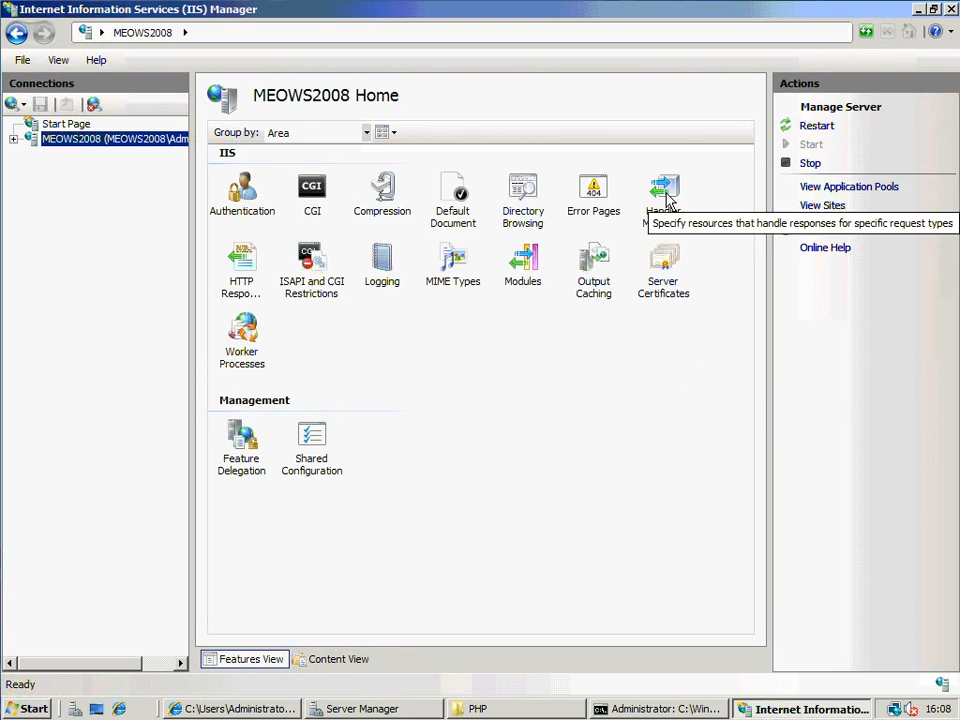 Internet Information Services (IIS) Manager
MEOWS2008
File View Help
Connections
Start Page
MEOWS2008 (MEOWS2008\Adm
MEOWS2008 Home
Group by: Area
IIS
Authentication
CGI
CGI
Compression
Default
Document
Directory
Browsing
404
Error Pages
Specify resources that handle responses for specific request types
HTTP
Respo...
CGI
ISAPI and CGI
Restrictions
Logging
MIME Types
Modules
Output
Caching
Server
Certificates
Worker
Processes
Management
Feature
Delegation
Shared
Configuration
Features View
Content View
Actions
Manage Server
Restart
Start
Stop
View Application Pools
View Sites
Online Help
Ready
Start
C:\Users\Administrato...
Server Manager
PHP
Administrator: C:\Win...
Internet Informatio...
16:08